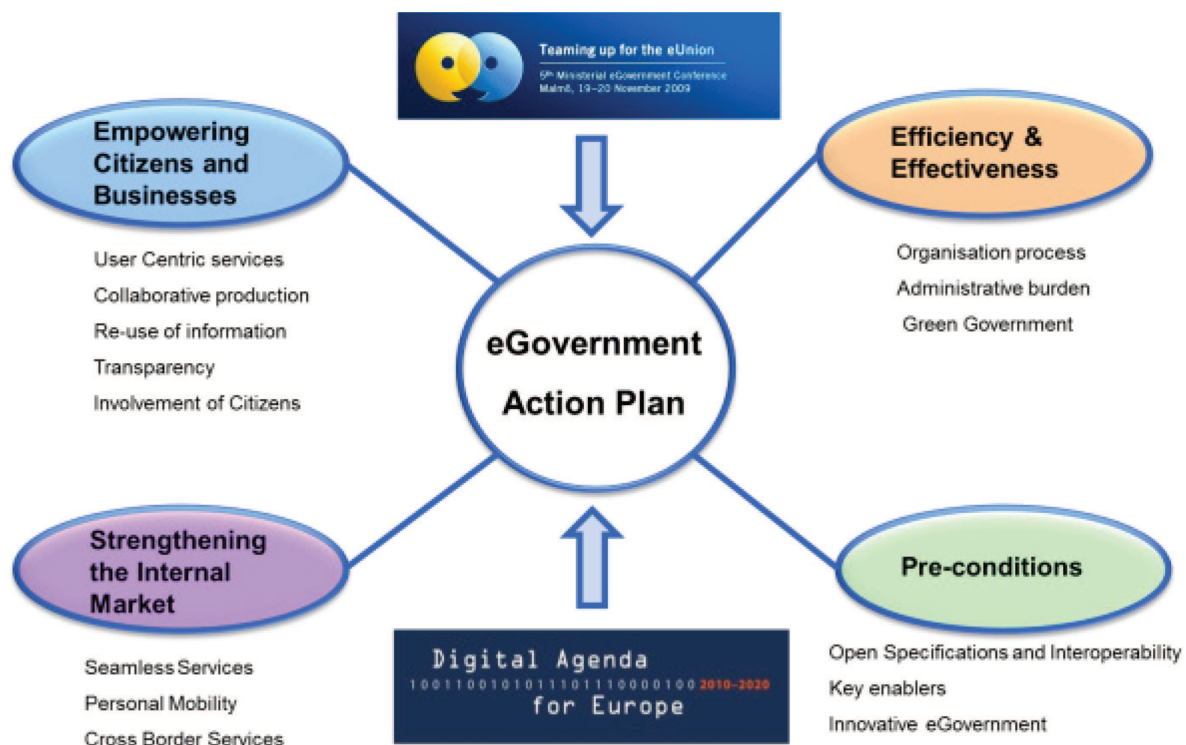 Teaming up for the eUnion
5th Ministerial eGovernment Conference
Malmö, 19–20 November 2009
Empowering
Citizens and
Businesses
User Centric services
Collaborative production
Re-use of information
Transparency
Involvement of Citizens
Efficiency &
Effectiveness
Organisation process
Administrative burden
Green Government
eGovernment
Action Plan
Strengthening
the Internal
Market
Seamless Services
Personal Mobility
Cross Border Services
Pre-conditions
Open Specifications and Interoperability
Key enablers
Innovative eGovernment
Digital Agenda
10011001010111011110000100 2010–2020
for Europe